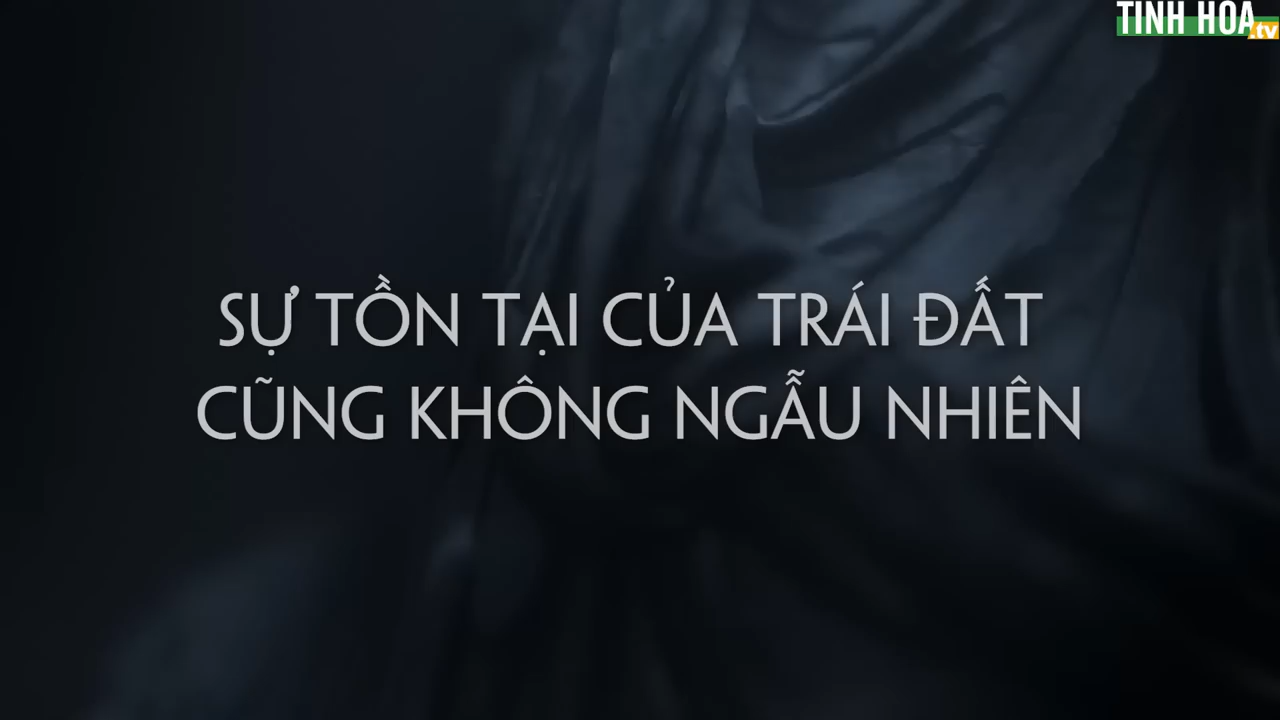 TINH HOA
.tv
SỰ TỒN TẠI CỦA TRÁI ĐẤT
CŨNG KHÔNG NGẪU NHIÊN